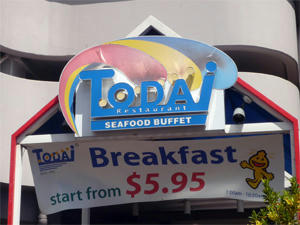 TODAI
Restaurant
SEAFOOD BUFFET
TODAI
Breakfast
start from $5.95